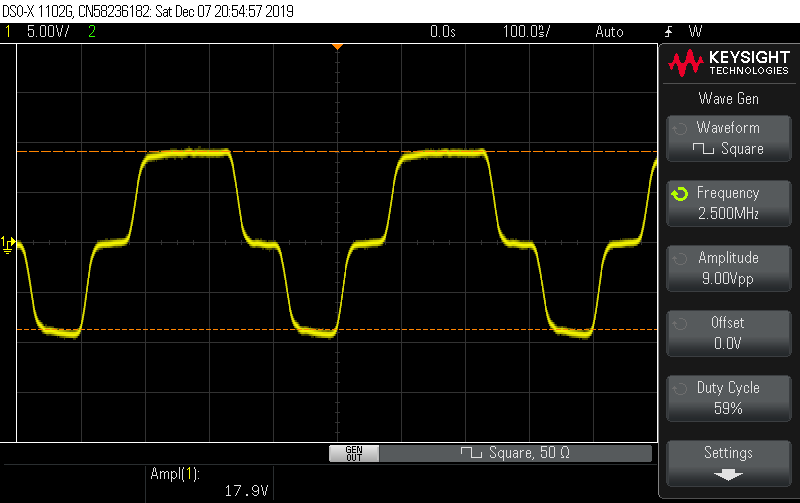 DSO-X 1102G, CN58236182: Sat Dec 07 20:54:57 2019
1 5.00V/ 2 0.0s 100.0ns/ Auto W
KEYSIGHT
TECHNOLOGIES
Wave Gen
Waveform
Square
Frequency
2.500MHz
Amplitude
9.00Vpp
Offset
0.0V
Duty Cycle
59%
Settings
1
GEN OUT
Square, 50 Ω
Ampl(1):
17.9V